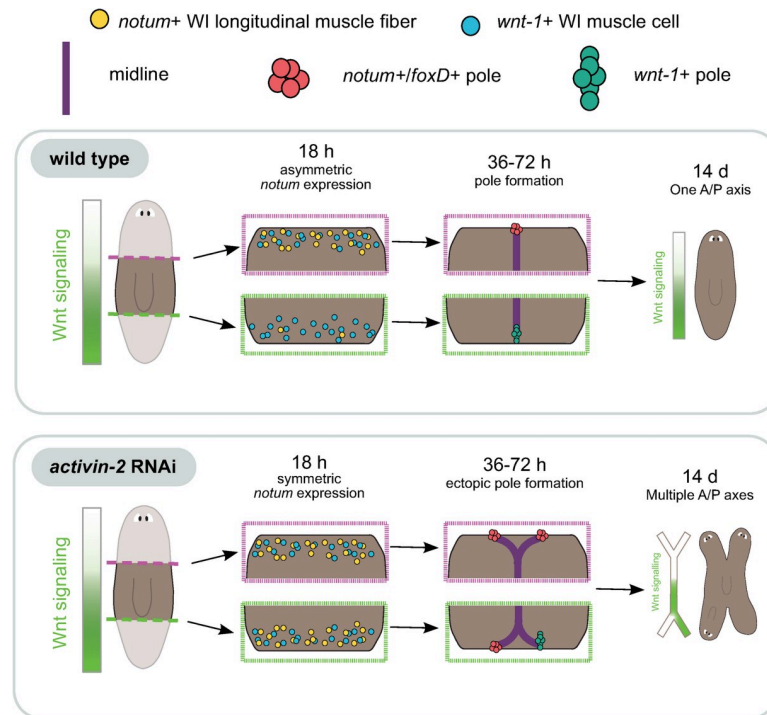 notum+ WI longitudinal muscle fiber
wnt-1+ WI muscle cell
midline
notum+/foxD+ pole
wnt-1+ pole
wild type
18 h
asymmetric
notum expression
36-72 h
pole formation
14 d
One A/P axis
Wnt signaling
Wnt signaling
activin-2 RNAi
18 h
symmetric
notum expression
36-72 h
ectopic pole formation
14 d
Multiple A/P axes
Wnt signaling
Wnt signalling